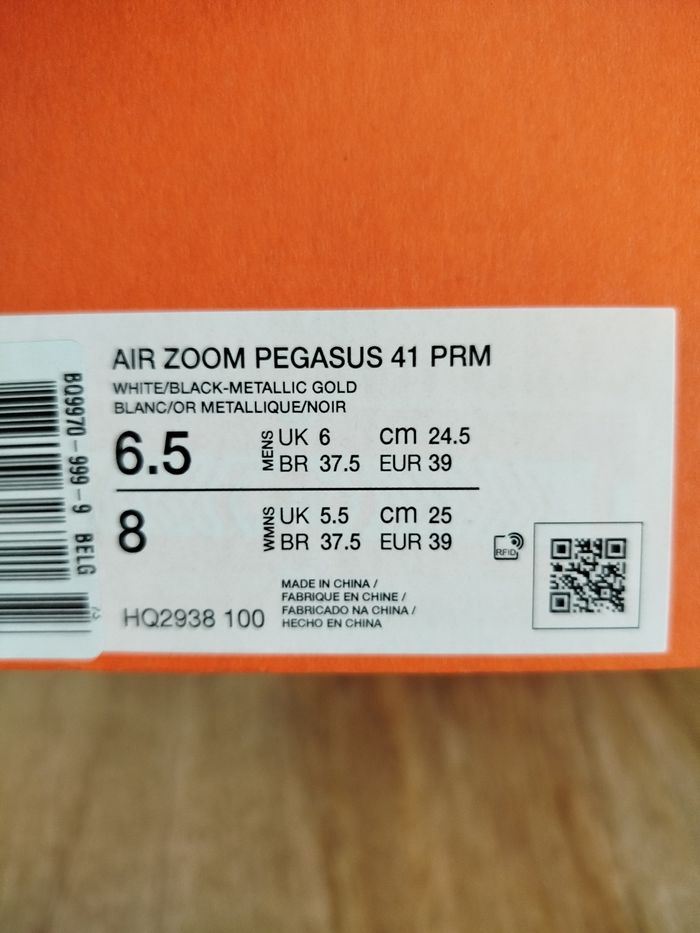 AIR ZOOM PEGASUS 41 PRM
WHITE/BLACK-METALLIC GOLD
BLANC/OR METALLIQUE/NOIR
6.5 MENS UK 6 cm 24.5
BR 37.5 EUR 39
8 WMNS UK 5.5 cm 25
BR 37.5 EUR 39
RFID
HQ2938 100
MADE IN CHINA /
FABRIQUE EN CHINE /
FABRICADO NA CHINA /
HECHO EN CHINA
BQ9970-999-9 BELG